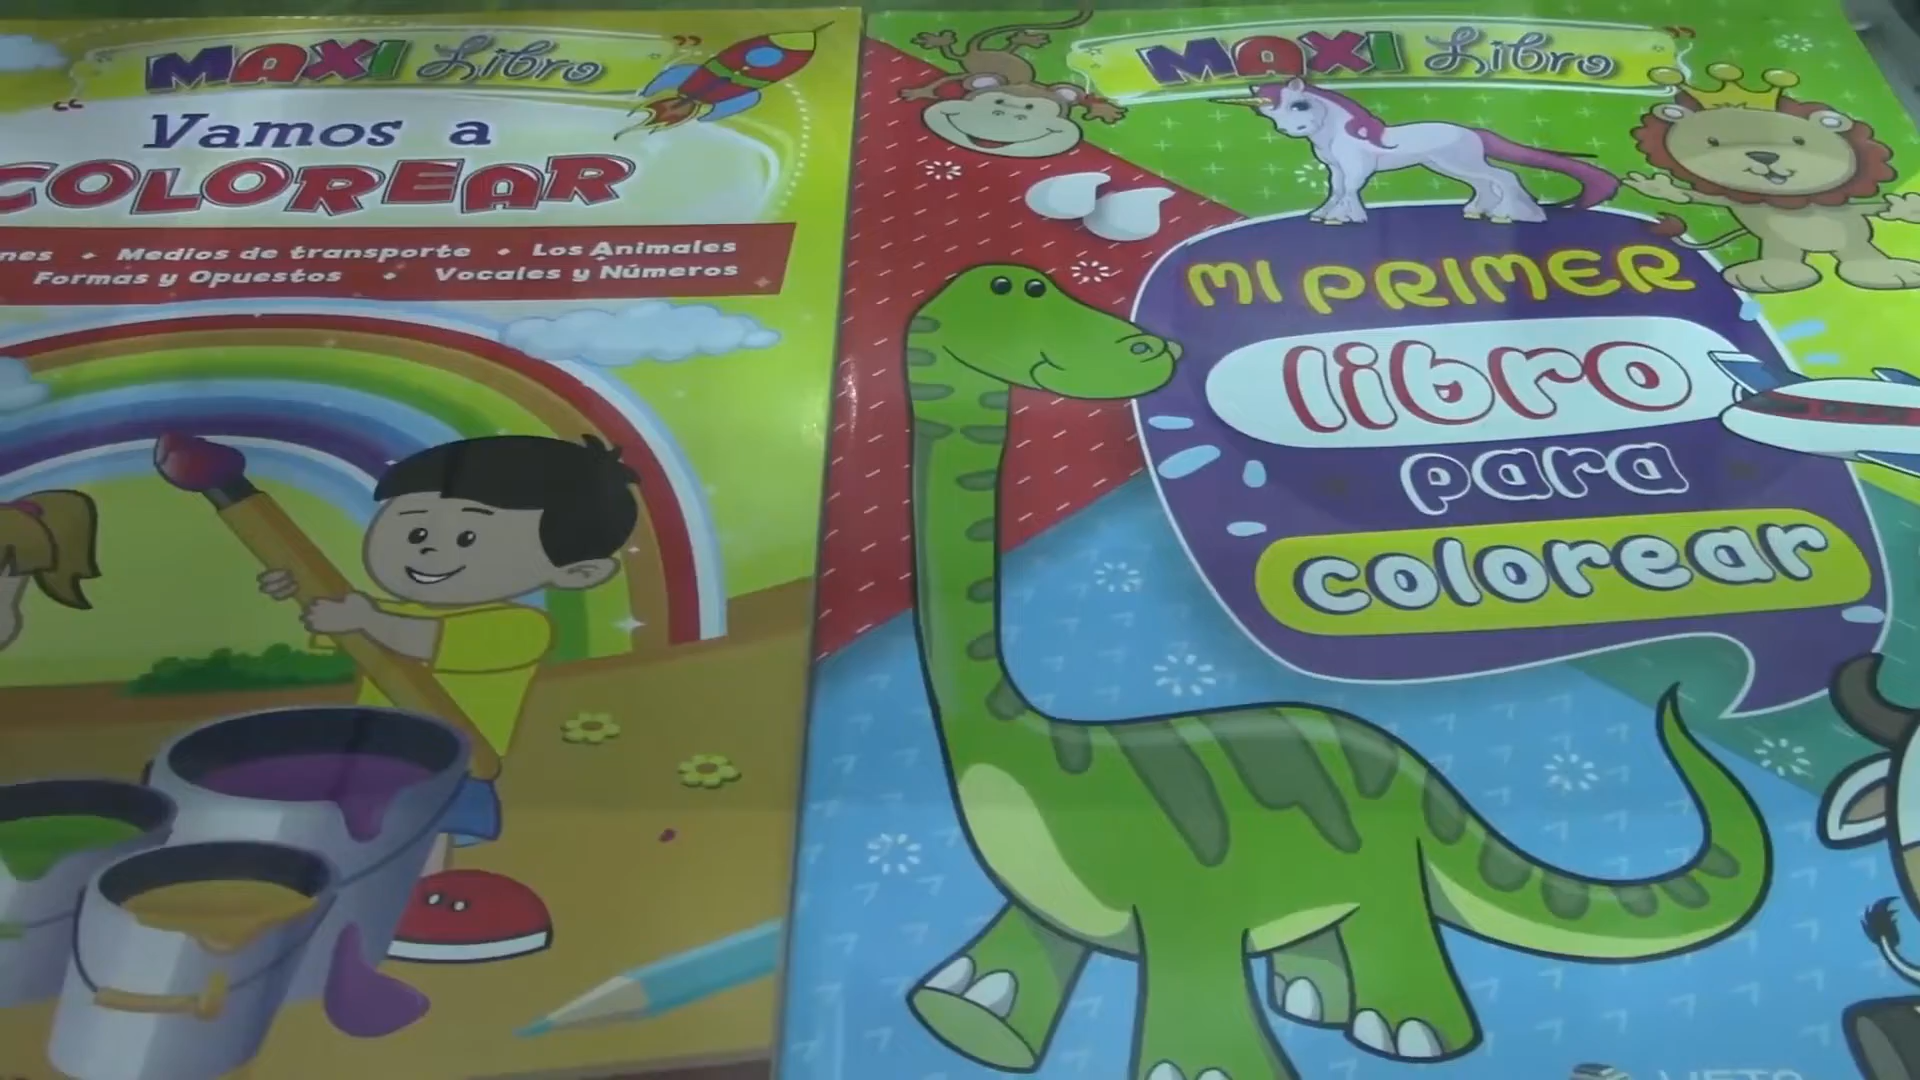 MAXI Libro
Vamos a
COLOREAR
Medios de transporte • Los Animales
Formas y Opuestos • Vocales y Números
MAXI Libro
MI PRIMER
libro
para
colorear